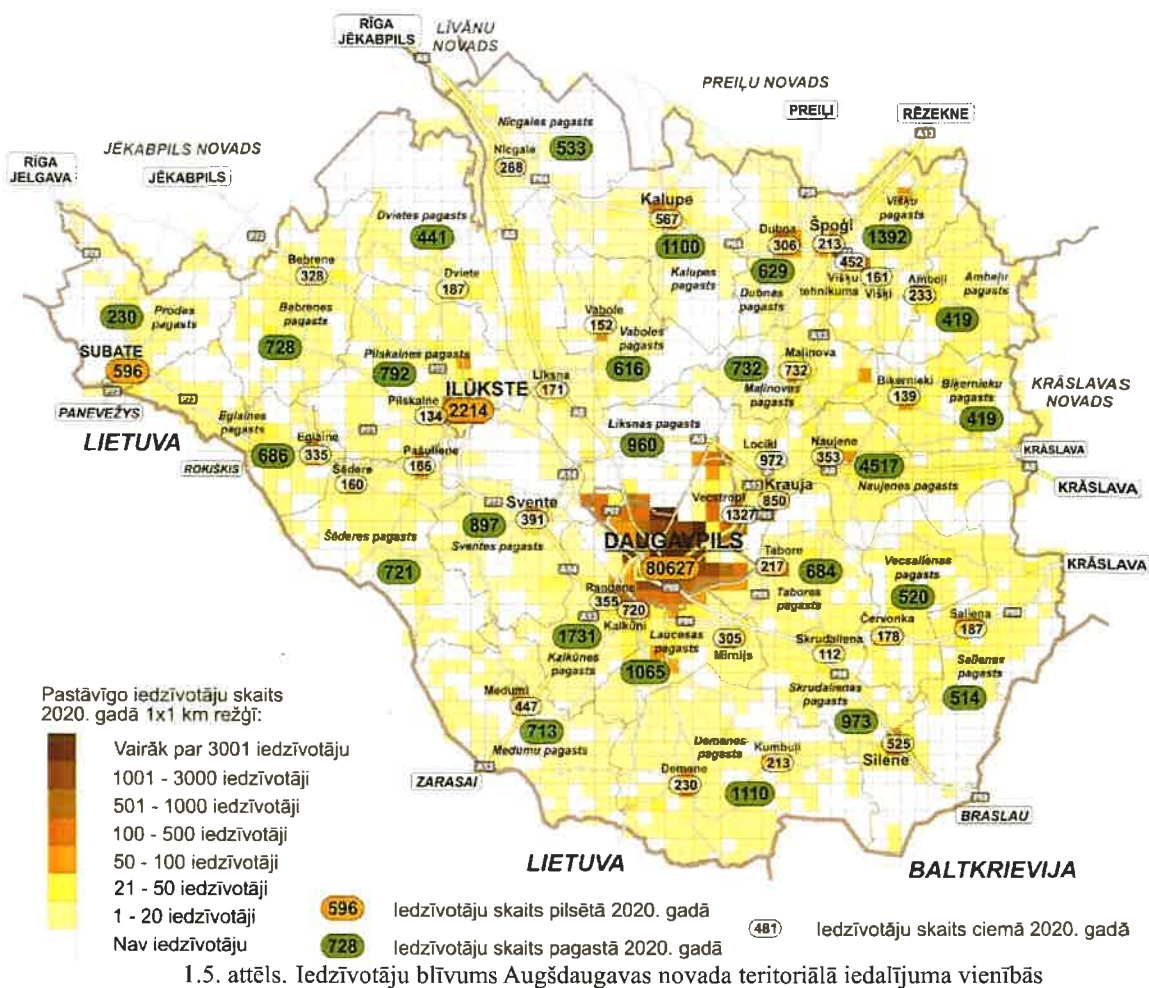 RĪGA
JĒKABPILS
LĪVĀNU
NOVADS
PREIĻU NOVADS
PREIĻI
RĒZEKNE
A13
A6
JĒKABPILS NOVADS
JĒKABPILS
RĪGA
JELGAVA
Nīcgales pagasts
533
Nīcgale
268
Kalupe
567
1100
Kalupes
pagasts
Dubna
306
629
Dubnas
pagasts
Špoģi
213
452
Višķu
tehnikums
161
Višķi
Višķu
pagasts
1392
Ambeļi
233
Ambeļu
pagasts
419
Dvietes pagasts
441
Dviete
187
Bebrene
328
Bebrenes
pagasts
728
230
Prodes
pagasts
SUBATE
596
PANEVĒŽYS
LIETUVA
Pilskalnes pagasts
792
Pilskalne
134
ILŪKSTE
2214
Vabole
152
Vaboles
pagasts
616
Līksna
171
Līksnas pagasts
960
732
Maļinova
732
Maļinovas
pagasts
A13
Biķernieki
139
Biķernieku
pagasts
419
KRĀSLAVAS
NOVADS
KRĀSLAVA
KRĀSLAVA
KRĀSLAVA
Eglaines
pagasts
686
Eglaine
335
ROKIŠKIS
Šēdere
160
Pašuliene
166
Svente
391
897
Sventes pagasts
Šēderes pagasts
721
Lociki
972
Naujene
353
4517
Naujenes pagasts
Krauja
850
Vecstropi
1327
DAUGAVPILS
80627
Tabore
217
684
Tabores
pagasts
Vecsalienas
pagasts
520
Červonka
178
Saliena
187
Salienas
pagasts
514
Randene
355
720
Kalkūni
1731
Kalkūnes
pagasts
Laucesas
pagasts
1065
305
Mirnijs
Skrudaliena
112
Skrudalienas
pagasts
973
525
Silene
Medumi
447
713
Medumu pagasts
ZARASAI
Demenes
pagasts
Kumbuļi
213
Demene
230
1110
BRASLAU
LIETUVA
BALTKRIEVIJA
Pastāvīgo iedzīvotāju skaits
2020. gadā 1x1 km režģī:
Vairāk par 3001 iedzīvotāju
1001 - 3000 iedzīvotāji
501 - 1000 iedzīvotāji
100 - 500 iedzīvotāji
50 - 100 iedzīvotāji
21 - 50 iedzīvotāji
1 - 20 iedzīvotāji
Nav iedzīvotāju
596 Iedzīvotāju skaits pilsētā 2020. gadā
728 Iedzīvotāju skaits pagastā 2020. gadā
481 Iedzīvotāju skaits ciemā 2020. gadā
1.5. attēls. Iedzīvotāju blīvums Augšdaugavas novada teritoriālā iedalījuma vienībās